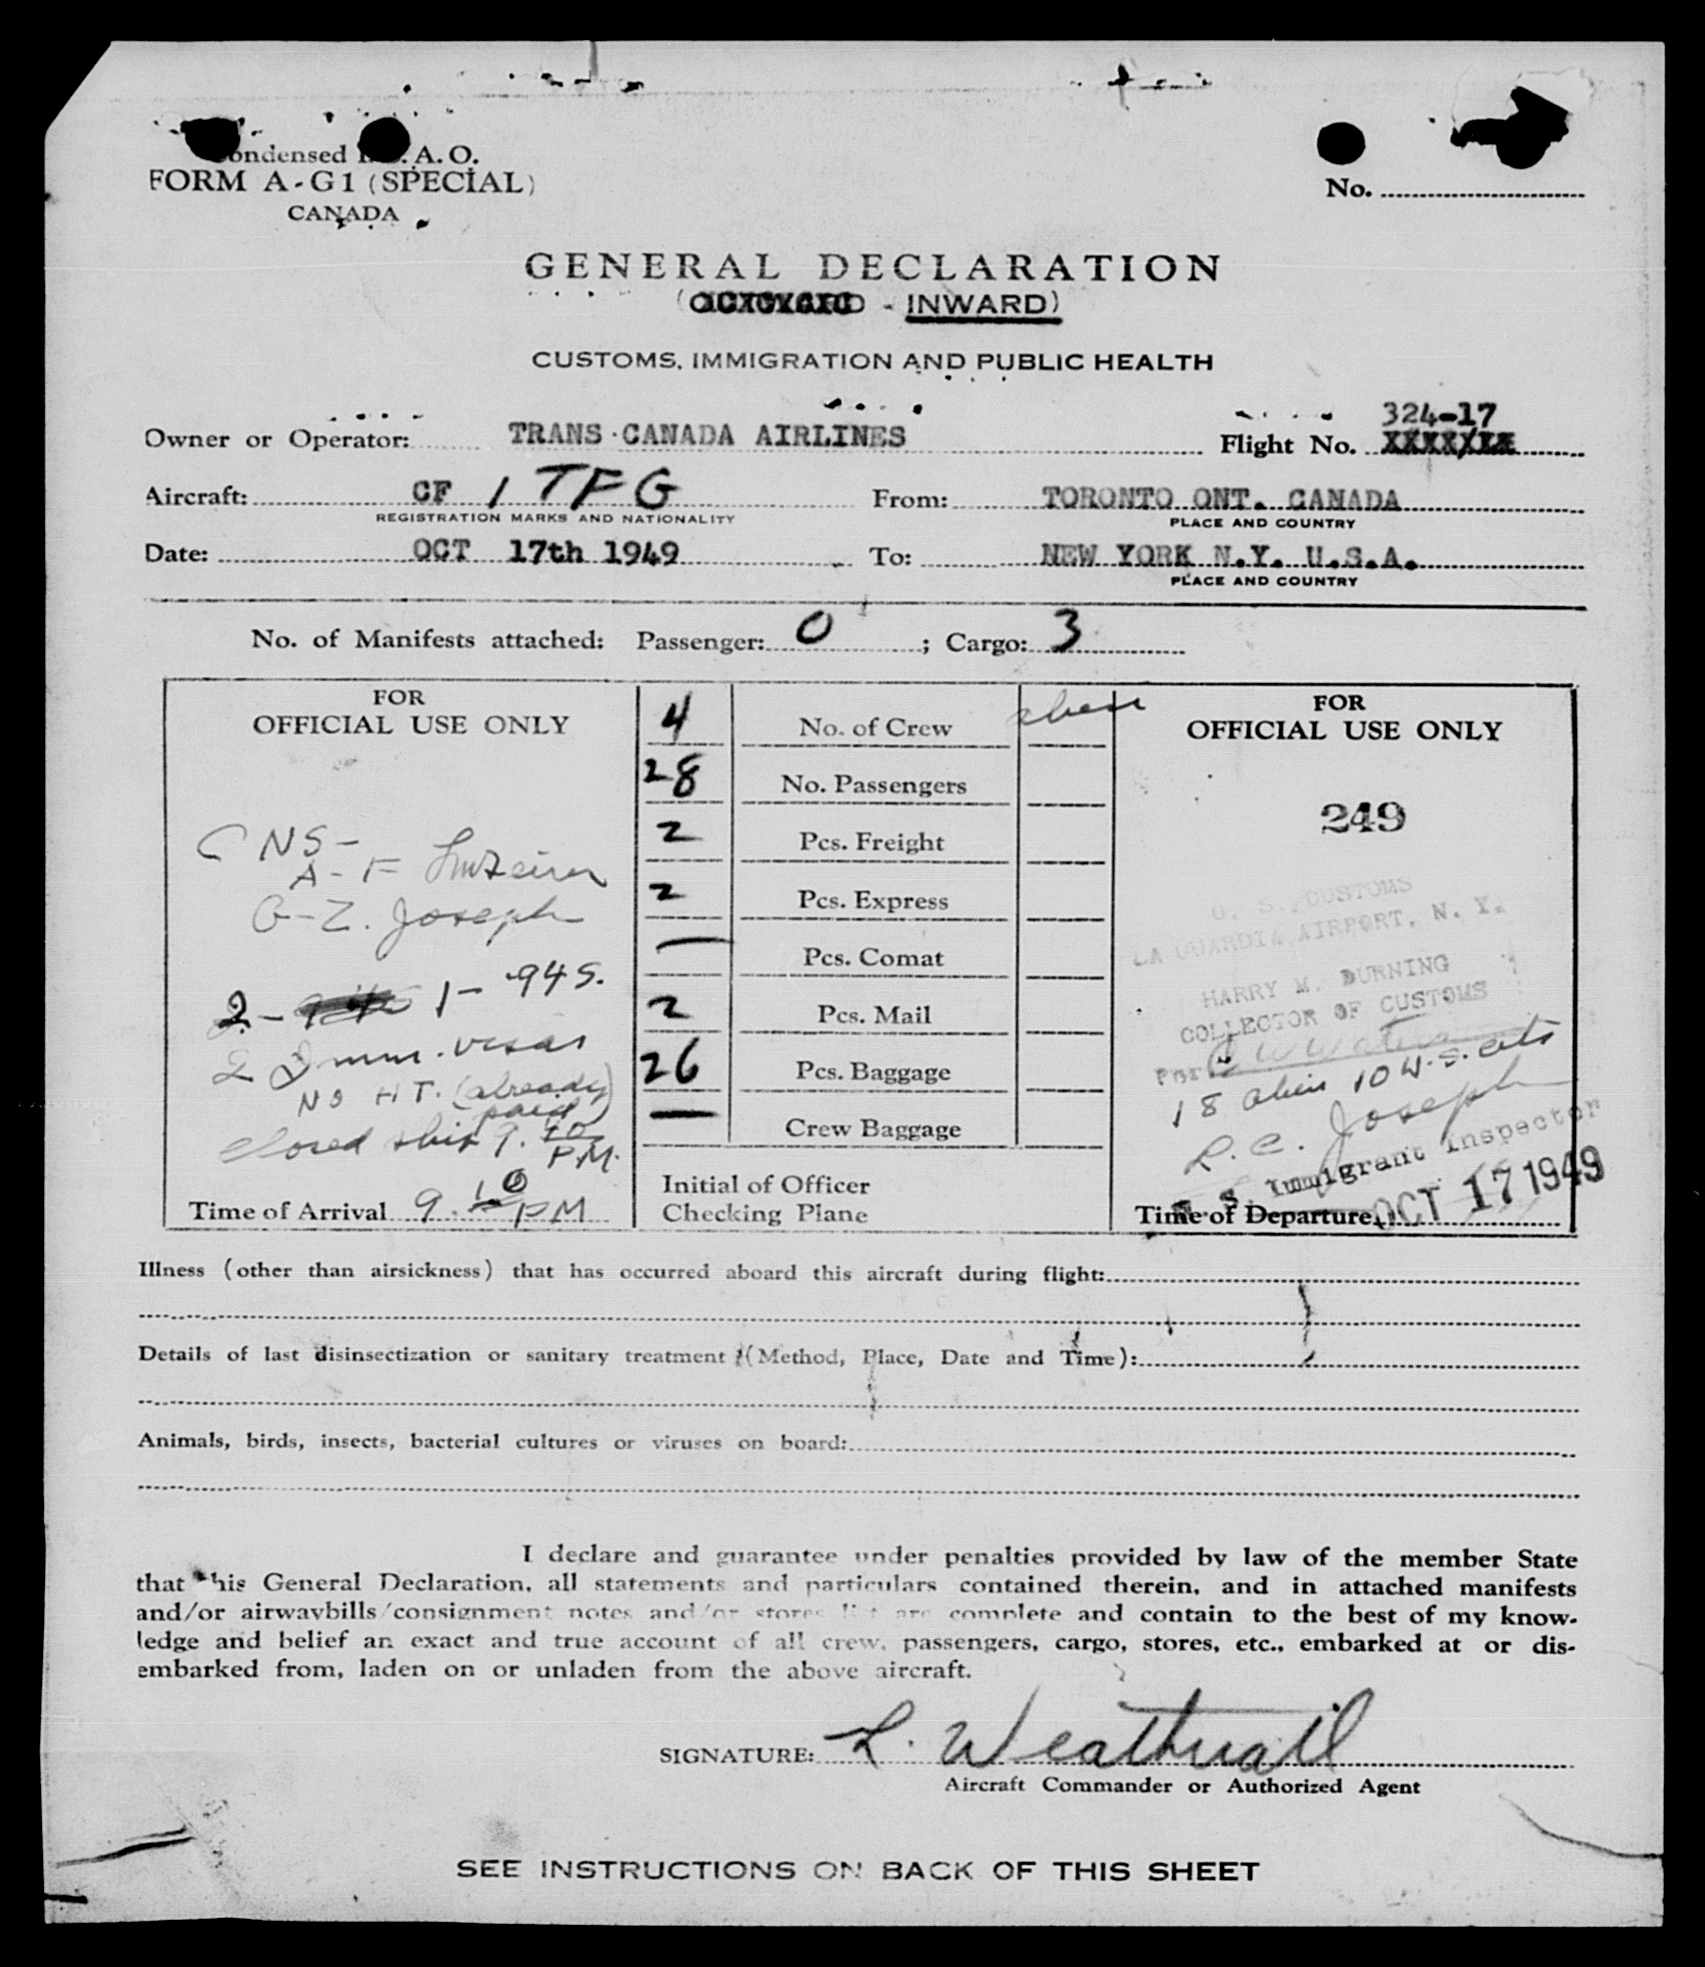 Condensed I.C.A.O.
FORM A-G1 (SPECIAL)
CANADA
No.
GENERAL DECLARATION
- INWARD)
CUSTOMS, IMMIGRATION AND PUBLIC HEALTH
324-17
Owner or Operator: TRANS CANADA AIRLINES Flight No.
Aircraft: CF / TFG From: TORONTO ONT. CANADA
REGISTRATION MARKS AND NATIONALITY PLACE AND COUNTRY
Date: OCT 17th 1949 To: NEW YORK N.Y. U.S.A.
PLACE AND COUNTRY
No. of Manifests attached: Passenger: 0 ; Cargo: 3
FOR
OFFICIAL USE ONLY
CNS-
A-F
G-Z. Joseph
2- 1- 945.
2 Imm. visas
No HT. (already
paid)
closed ship 9.
PM.
Time of Arrival 9. 10 PM
4 No. of Crew
28 No. Passengers
2 Pcs. Freight
2 Pcs. Express
— Pcs. Comat
2 Pcs. Mail
26 Pcs. Baggage
— Crew Baggage
Initial of Officer
Checking Plane
FOR
OFFICIAL USE ONLY
249
U. S. CUSTOMS
LA GUARDIA AIRPORT, N. Y.
HARRY M. DURNING
COLLECTOR OF CUSTOMS
Per
18 alien 10 U.S. cits
R.C. Joseph
U. S. Immigrant Inspector
Time of Departure OCT 17 1949
Illness (other than airsickness) that has occurred aboard this aircraft during flight:
Details of last disinsectization or sanitary treatment (Method, Place, Date and Time):
Animals, birds, insects, bacterial cultures or viruses on board:
I declare and guarantee under penalties provided by law of the member State
that this General Declaration, all statements and particulars contained therein, and in attached manifests
and/or airwaybills/consignment notes and/or stores list are complete and contain to the best of my know-
ledge and belief an exact and true account of all crew, passengers, cargo, stores, etc., embarked at or dis-
embarked from, laden on or unladen from the above aircraft.
SIGNATURE: L. Weathrall
Aircraft Commander or Authorized Agent
SEE INSTRUCTIONS ON BACK OF THIS SHEET